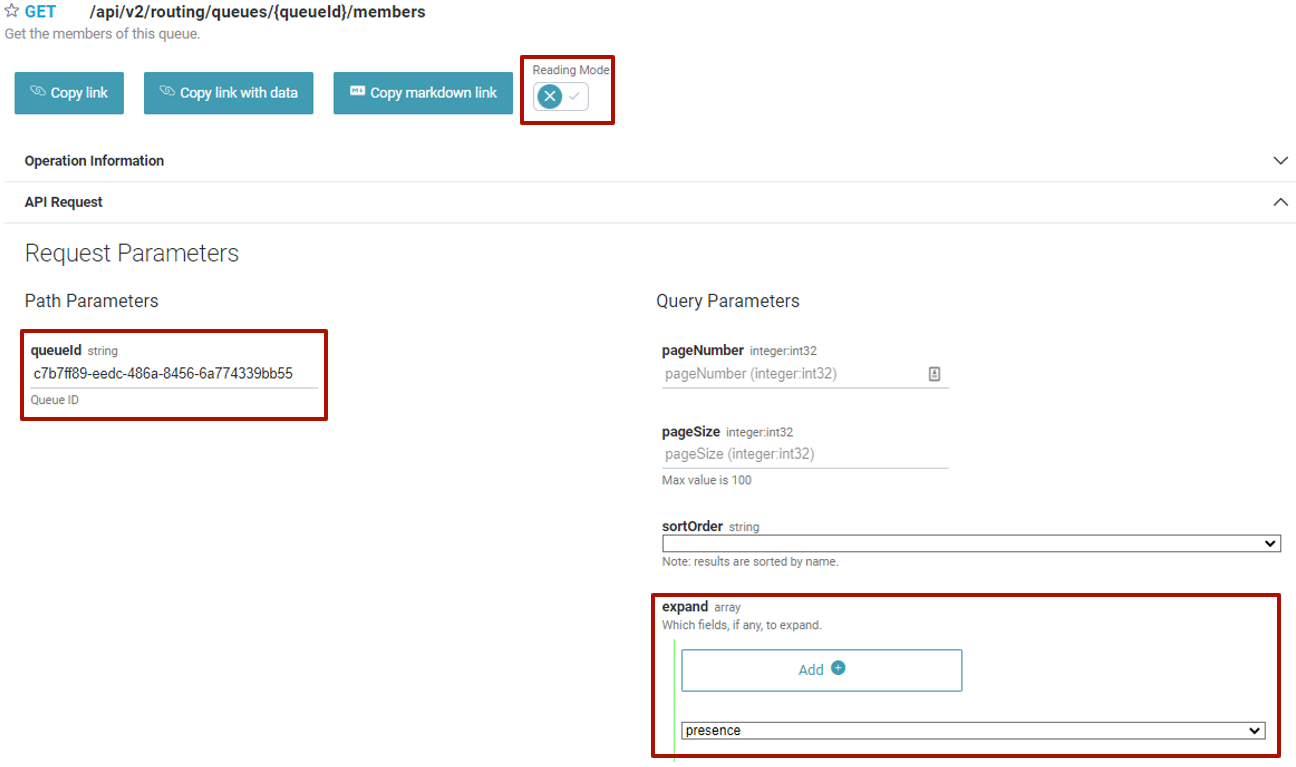 GET /api/v2/routing/queues/{queueId}/members
Get the members of this queue.
Copy link
Copy link with data
Copy markdown link
Reading Mode
Operation Information
API Request
Request Parameters
Path Parameters
queueId string
c7b7ff89-eedc-486a-8456-6a774339bb55
Queue ID
Query Parameters
pageNumber integer:int32
pageNumber (integer:int32)
pageSize integer:int32
pageSize (integer:int32)
Max value is 100
sortOrder string
Note: results are sorted by name.
expand array
Which fields, if any, to expand.
Add
presence